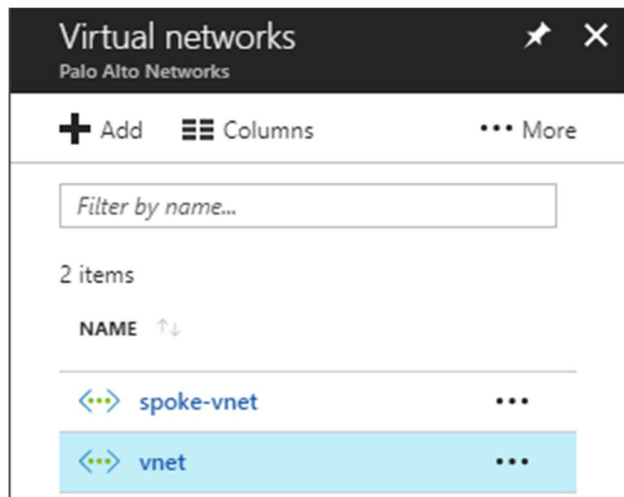 Virtual networks
Palo Alto Networks
Add Columns ... More
Filter by name...
2 items
NAME
spoke-vnet ...
vnet ...